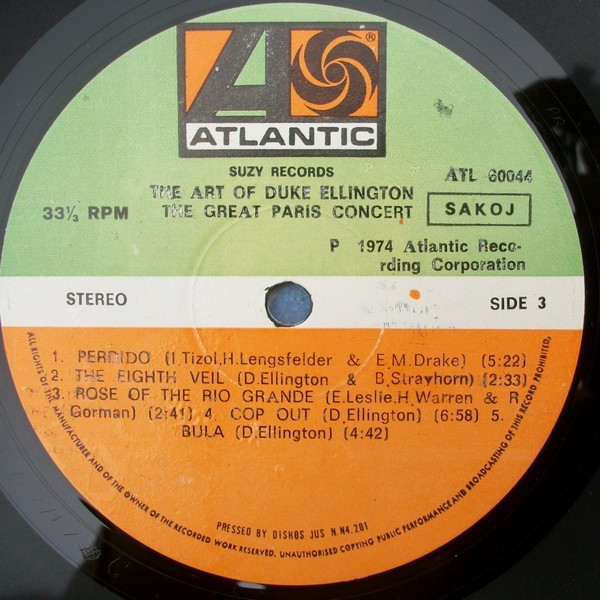 ®
ATLANTIC
SUZY RECORDS
ATL 60044
THE ART OF DUKE ELLINGTON
33⅓ RPM THE GREAT PARIS CONCERT SAKOJ
P 1974 Atlantic Reco-
rding Corporation
STEREO SIDE 3
1. PERDIDO (I.Tizol,H.Lengsfelder & E.M.Drake) (5:22)
2. THE EIGHTH VEIL (D.Ellington & B.Strayhorn) (2:33)
3. ROSE OF THE RIO GRANDE (E.Leslie,H.Warren & R.
Gorman) (2:41) 4. COP OUT (D.Ellington) (6:58) 5.
BULA (D.Ellington) (4:42)
PRESSED BY DISKOS JUS N.N4.201
ALL RIGHTS OF THE MANUFACTURER AND OF THE OWNER OF THE RECORDED WORK RESERVED, UNAUTHORISED COPYING PUBLIC PERFORMANCE AND BROADCASTING OF THIS RECORD PROHIBITED.